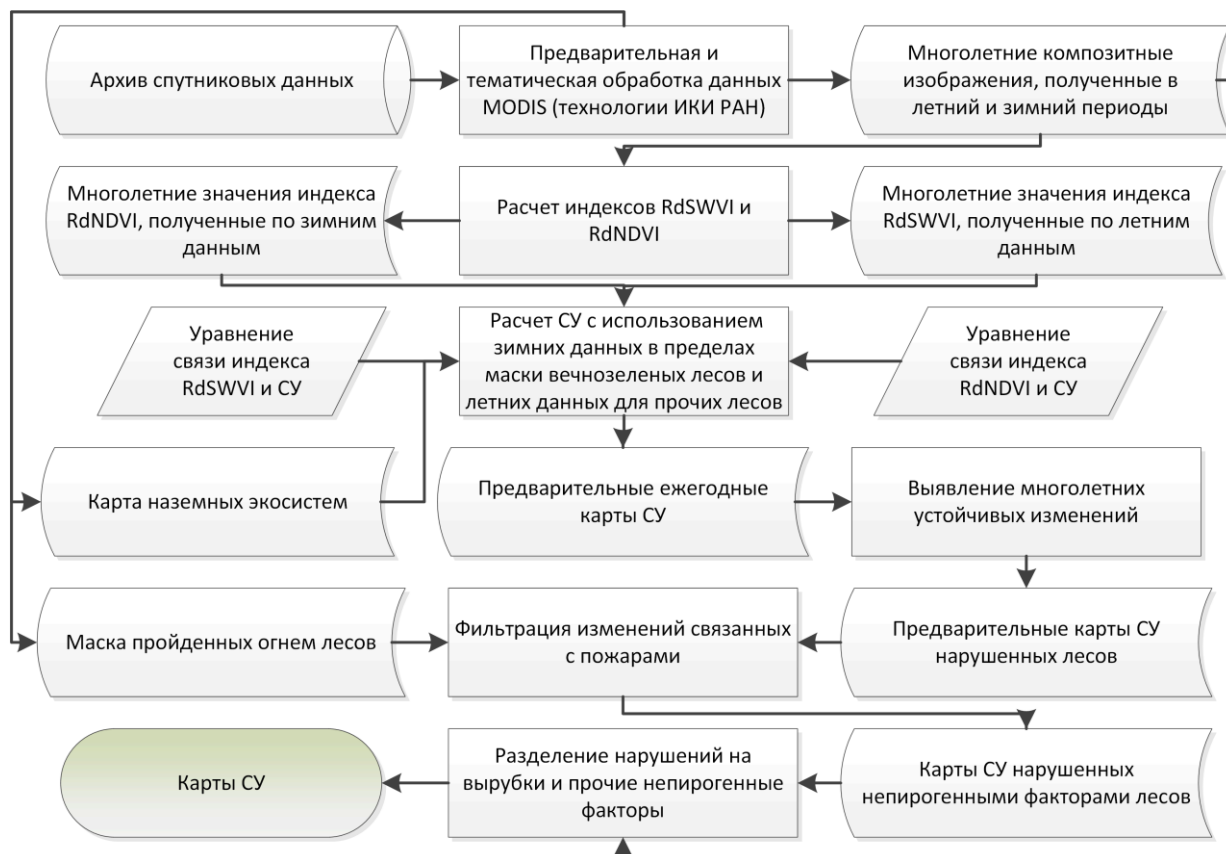 Архив спутниковых данных
Предварительная и
тематическая обработка данных
MODIS (технологии ИКИ РАН)
Многолетние композитные
изображения, полученные в
летний и зимний периоды
Многолетние значения индекса
RdNDVI, полученные по зимним
данным
Расчет индексов RdSWVI и
RdNDVI
Многолетние значения индекса
RdSWVI, полученные по летним
данным
Уравнение
связи индекса
RdSWVI и СУ
Расчет СУ с использованием
зимних данных в пределах
маски вечнозеленых лесов и
летних данных для прочих лесов
Уравнение
связи индекса
RdNDVI и СУ
Карта наземных экосистем
Предварительные ежегодные
карты СУ
Выявление многолетних
устойчивых изменений
Маска пройденных огнем лесов
Фильтрация изменений связанных
с пожарами
Предварительные карты СУ
нарушенных лесов
Карты СУ
Разделение нарушений на
вырубки и прочие непирогенные
факторы
Карты СУ нарушенных
непирогенными факторами лесов